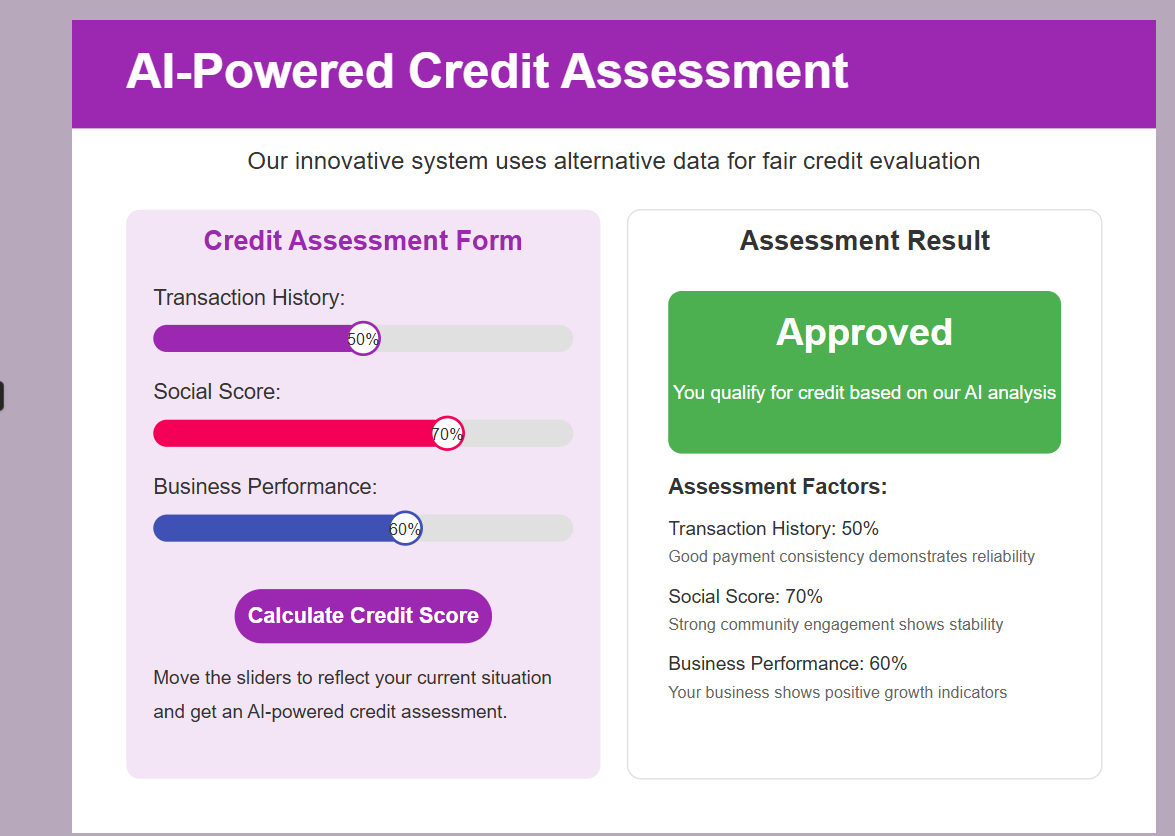 AI-Powered Credit Assessment
Our innovative system uses alternative data for fair credit evaluation
Credit Assessment Form
Transaction History:
50%
Social Score:
70%
Business Performance:
60%
Calculate Credit Score
Move the sliders to reflect your current situation
and get an AI-powered credit assessment.
Assessment Result
Approved
You qualify for credit based on our AI analysis
Assessment Factors:
Transaction History: 50%
Good payment consistency demonstrates reliability
Social Score: 70%
Strong community engagement shows stability
Business Performance: 60%
Your business shows positive growth indicators